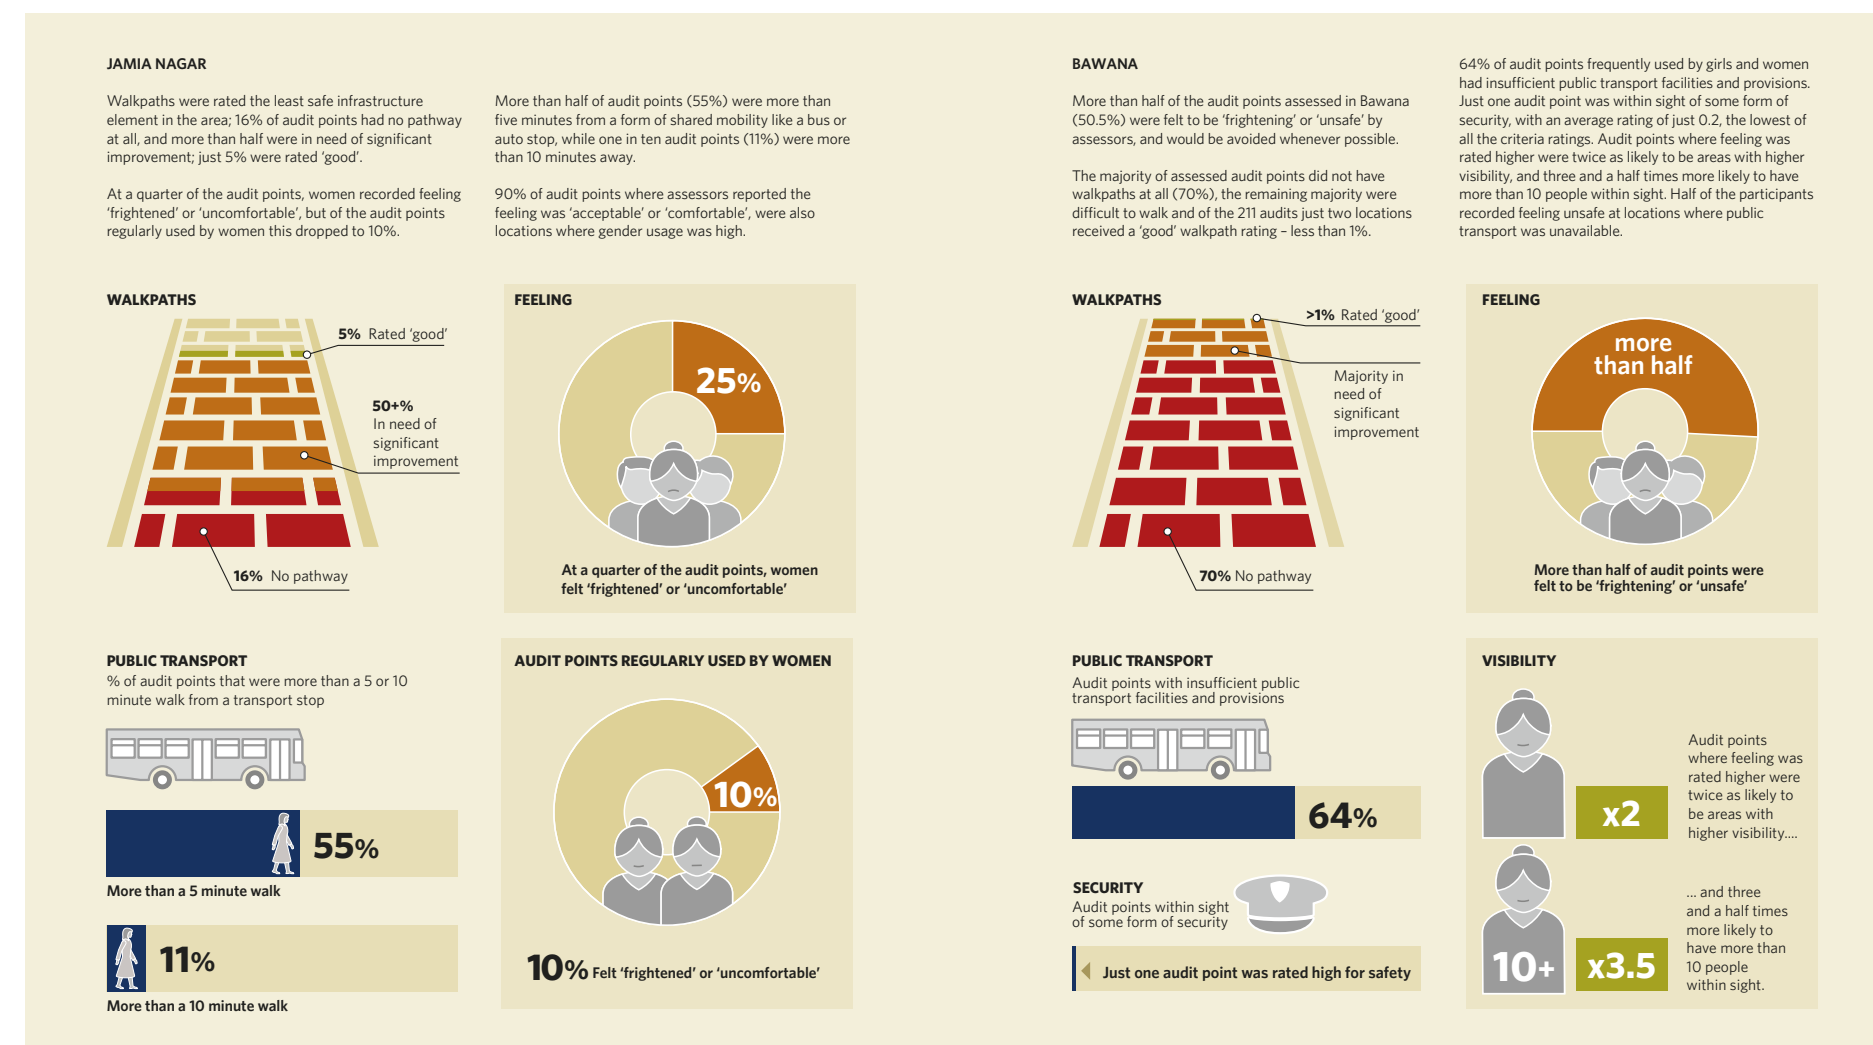 JAMIA NAGAR
Walkpaths were rated the least safe infrastructure
element in the area; 16% of audit points had no pathway
at all, and more than half were in need of significant
improvement; just 5% were rated ‘good’.
At a quarter of the audit points, women recorded feeling
‘frightened’ or ‘uncomfortable’, but of the audit points
regularly used by women this dropped to 10%.
More than half of audit points (55%) were more than
five minutes from a form of shared mobility like a bus or
auto stop, while one in ten audit points (11%) were more
than 10 minutes away.
90% of audit points where assessors reported the
feeling was ‘acceptable’ or ‘comfortable’, were also
locations where gender usage was high.
WALKPATHS
5% Rated ‘good’
50+%
In need of
significant
improvement
16% No pathway
FEELING
25%
At a quarter of the audit points, women
felt ‘frightened’ or ‘uncomfortable’
PUBLIC TRANSPORT
% of audit points that were more than a 5 or 10
minute walk from a transport stop
55%
More than a 5 minute walk
11%
More than a 10 minute walk
AUDIT POINTS REGULARLY USED BY WOMEN
10%
10% Felt ‘frightened’ or ‘uncomfortable’
BAWANA
More than half of the audit points assessed in Bawana
(50.5%) were felt to be ‘frightening’ or ‘unsafe’ by
assessors, and would be avoided whenever possible.
The majority of assessed audit points did not have
walkpaths at all (70%), the remaining majority were
difficult to walk and of the 211 audits just two locations
received a ‘good’ walkpath rating – less than 1%.
64% of audit points frequently used by girls and women
had insufficient public transport facilities and provisions.
Just one audit point was within sight of some form of
security, with an average rating of just 0.2, the lowest of
all the criteria ratings. Audit points where feeling was
rated higher were twice as likely to be areas with higher
visibility, and three and a half times more likely to have
more than 10 people within sight. Half of the participants
recorded feeling unsafe at locations where public
transport was unavailable.
WALKPATHS
>1% Rated ‘good’
Majority in
need of
significant
improvement
70% No pathway
FEELING
more
than half
More than half of audit points were
felt to be ‘frightening’ or ‘unsafe’
PUBLIC TRANSPORT
Audit points with insufficient public
transport facilities and provisions
64%
SECURITY
Audit points within sight
of some form of security
Just one audit point was rated high for safety
VISIBILITY
x2
Audit points
where feeling was
rated higher were
twice as likely to
be areas with
higher visibility....
10+
x3.5
... and three
and a half times
more likely to
have more than
10 people
within sight.